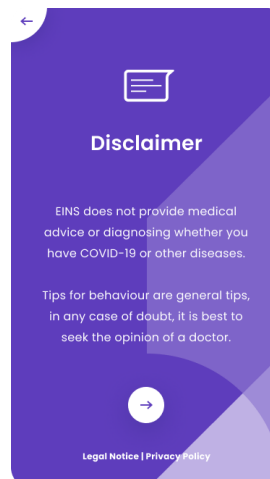 Disclaimer
EINS does not provide medical
advice or diagnosing whether you
have COVID-19 or other diseases.
Tips for behaviour are general tips,
in any case of doubt, it is best to
seek the opinion of a doctor.
Legal Notice | Privacy Policy